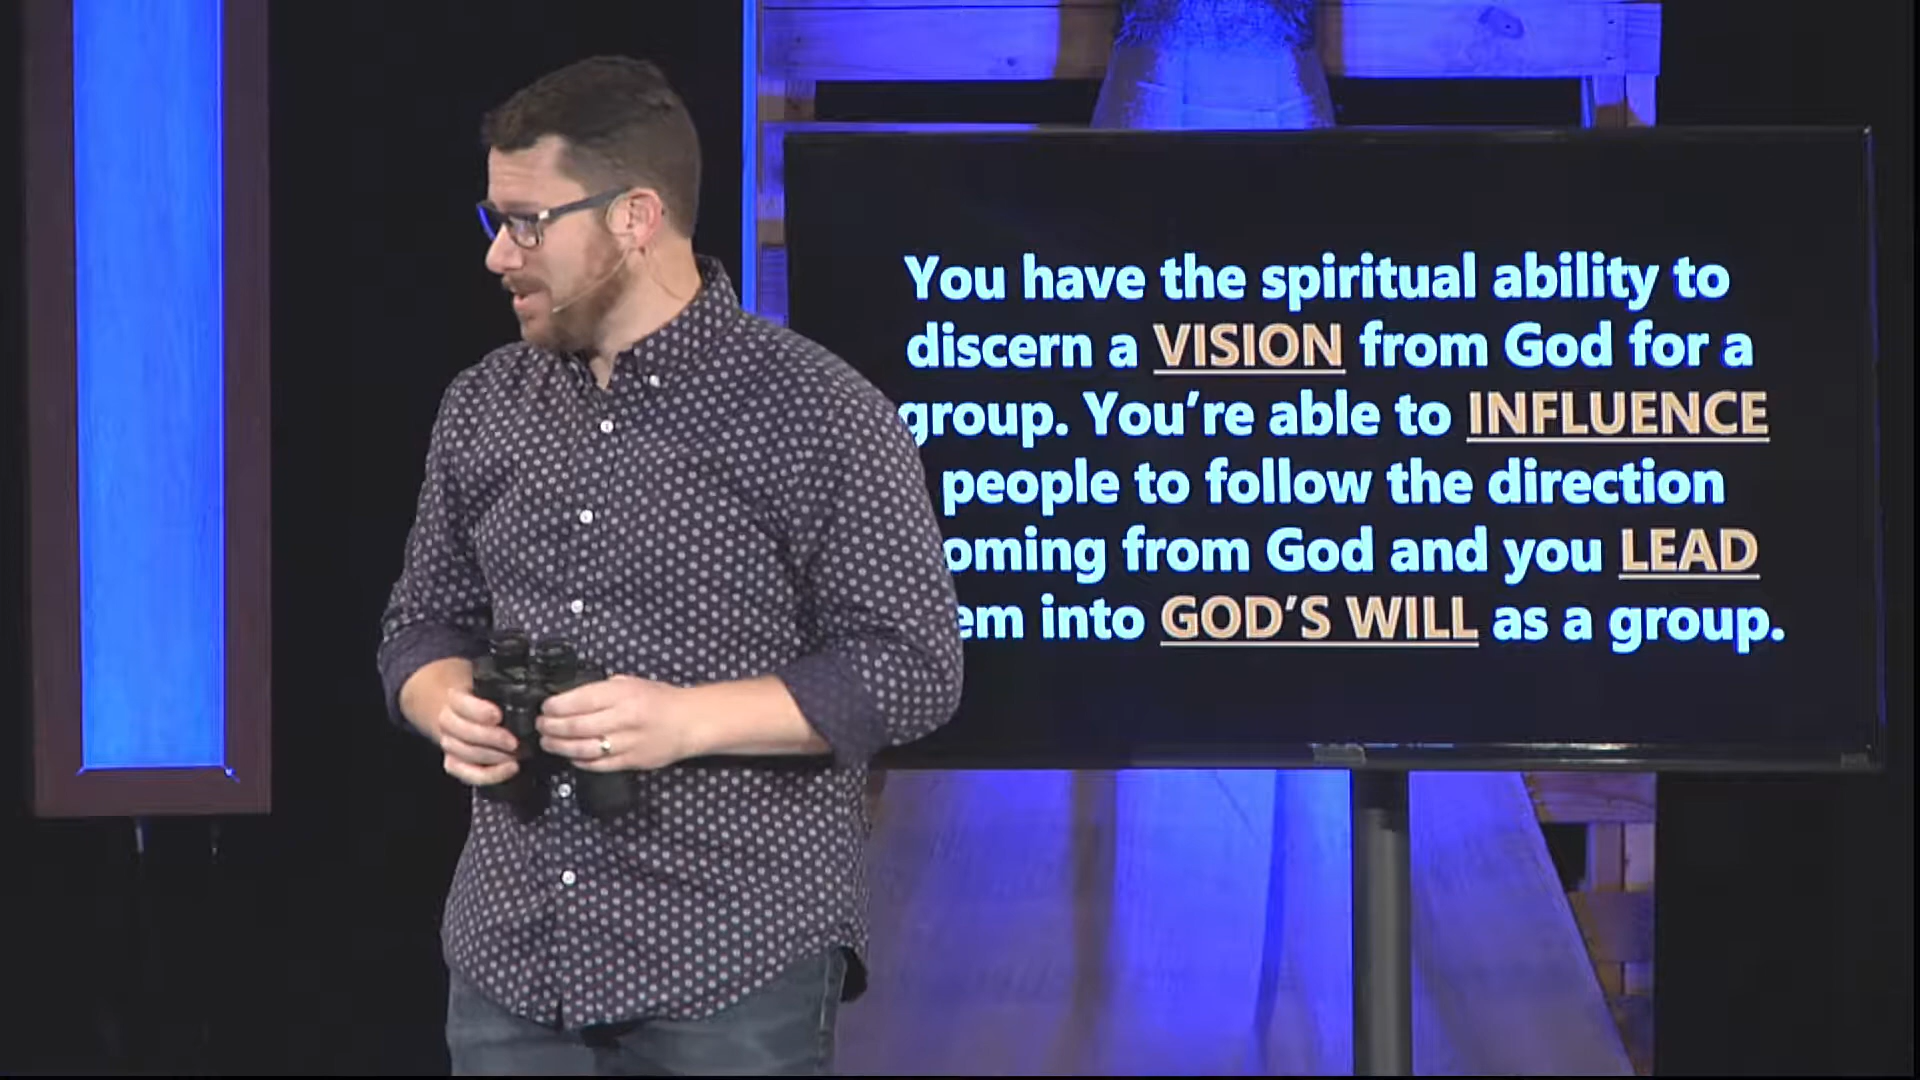 You have the spiritual ability to
discern a VISION from God for a
group. You’re able to INFLUENCE
people to follow the direction
oming from God and you LEAD
em into GOD’S WILL as a group.